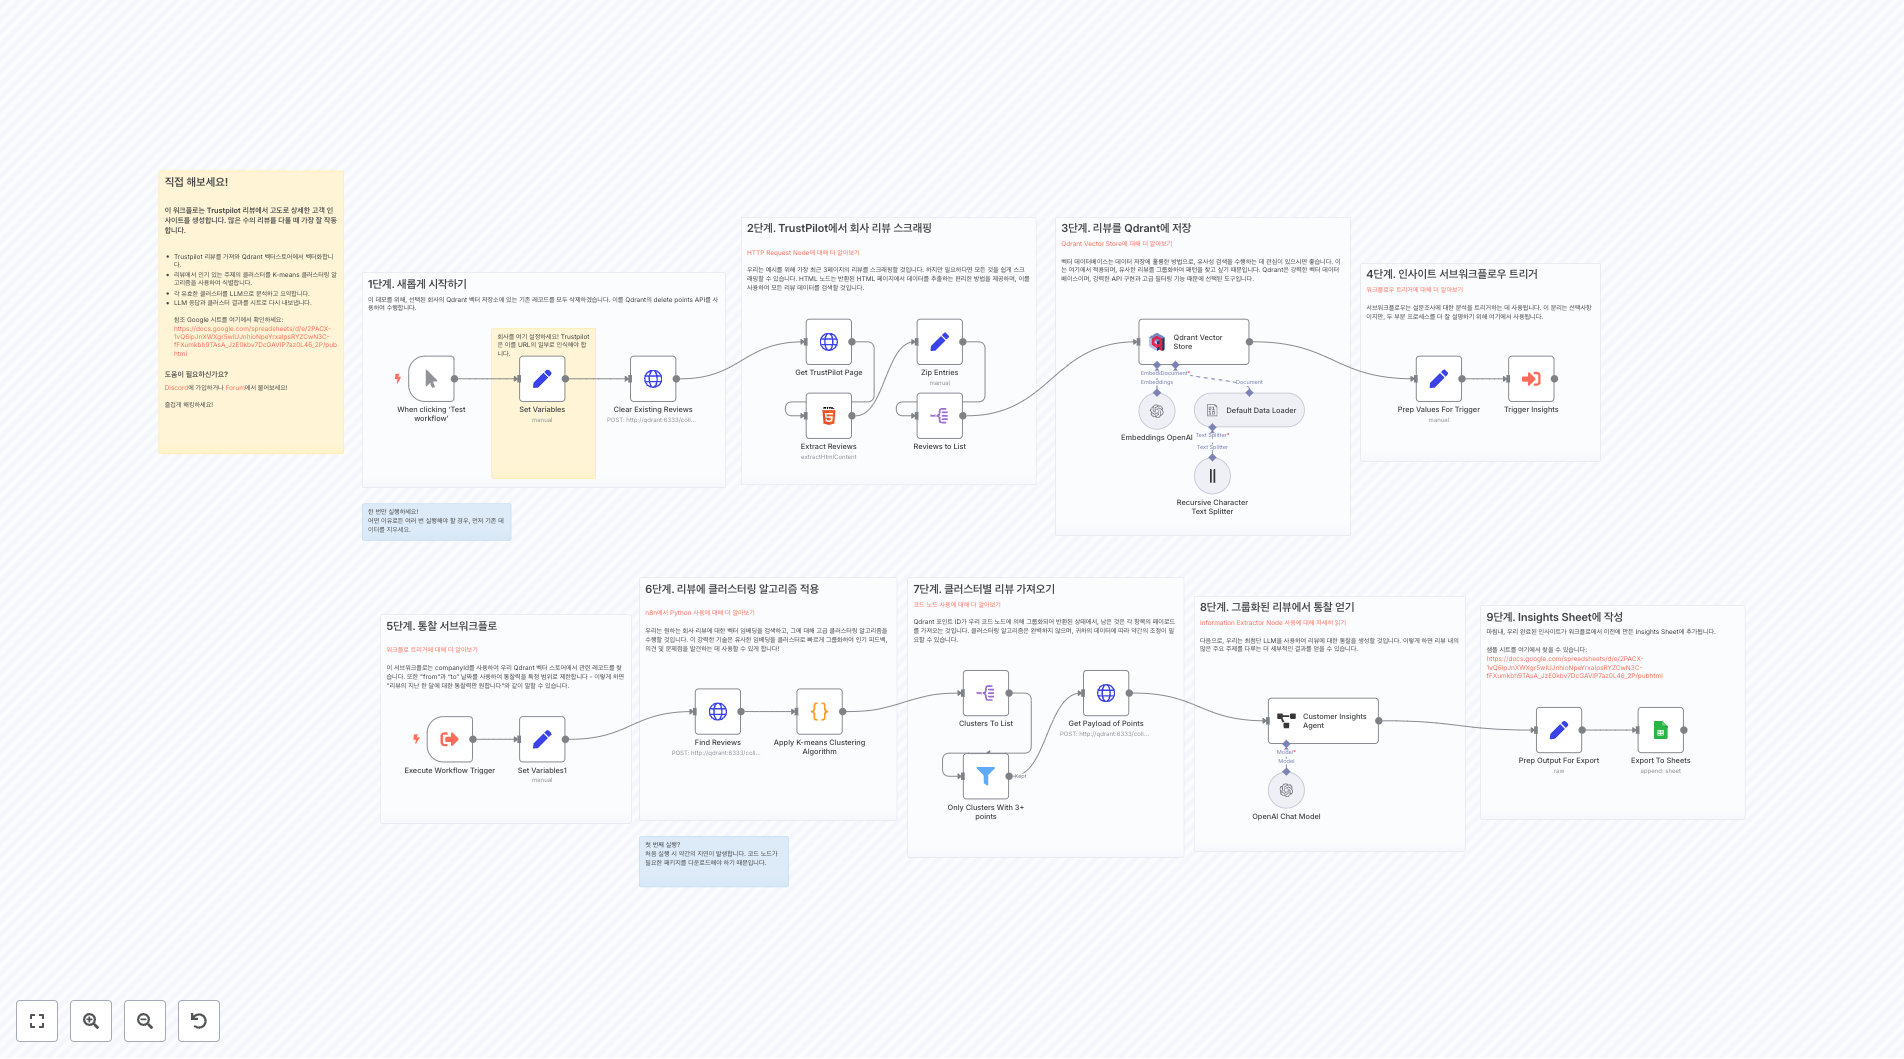 직접 해보세요!
이 워크플로는 Trustpilot 리뷰에서 고도로 상세한 고객 인
사이트를 생성합니다. 많은 수의 리뷰를 다룰 때 가장 잘 작동
합니다.
Trustpilot 리뷰를 가져와 Qdrant 벡터스토어에서 벡터화합니
다.
리뷰에서 인기 있는 주제의 클러스터를 K-means 클러스터링 알
고리즘을 사용하여 식별합니다.
각 유효한 클러스터를 LLM으로 분석하고 요약합니다.
LLM 응답과 클러스터 결과를 시트로 다시 내보냅니다.
참조 Google 시트를 여기에서 확인하세요:
https://docs.google.com/spreadsheets/d/e/2PACX-
html
도움이 필요하신가요?
Discord에 가입하거나 Forum에서 물어보세요!
즐겁게 해킹하세요!
1단계. 새롭게 시작하기
이 데모를 위해, 선택된 회사의 Qdrant 벡터 저장소에 있는 기존 레코드를 모두 삭제하겠습니다. 이를 Qdrant의 delete points API를 사
용하여 수행합니다.
회사를 여기 설정하세요! Trustpilot
은 이를 URL의 일부로 인식해야 합
니다.
When clicking 'Test
workflow'
Set Variables
manual
Clear Existing Reviews
POST: http://qdrant:6333/coll...
한 번만 실행하세요!
어떤 이유로든 여러 번 실행해야 할 경우, 먼저 기존 데
이터를 지우세요.
2단계. TrustPilot에서 회사 리뷰 스크래핑
HTTP Request Node에 대해 더 알아보기
우리는 예시를 위해 가장 최근 3페이지의 리뷰를 스크래핑할 것입니다. 하지만 필요하다면 모든 것을 쉽게 스크
래핑할 수 있습니다. HTML 노드는 반환된 HTML 페이지에서 데이터를 추출하는 편리한 방법을 제공하며, 이를
사용하여 모든 리뷰 데이터를 검색할 것입니다.
Get TrustPilot Page
Zip Entries
manual
Extract Reviews
extractHtmlContent
Reviews to List
3단계. 리뷰를 Qdrant에 저장
Qdrant Vector Store에 대해 더 알아보기
벡터 데이터베이스는 데이터 저장에 훌륭한 방법으로, 유사성 검색을 수행하는 데 관심이 있으시면 좋습니다. 이
는 여기에서 적용되며, 유사한 리뷰를 그룹화하여 패턴을 찾고 싶기 때문입니다. Qdrant은 강력한 벡터 데이터
베이스이며, 강력한 API 구현과 고급 필터링 기능 때문에 선택된 도구입니다.
Qdrant Vector
Store
Document*
Embeddings
Document
Embeddings OpenAI
Default Data Loader
Text Splitter*
Text Splitter
Recursive Character
Text Splitter
4단계. 인사이트 서브워크플로우 트리거
워크플로우 트리거에 대해 더 알아보기
서브워크플로우는 설문조사에 대한 분석을 트리거하는 데 사용됩니다. 이 분리는 선택사항
이지만, 두 부분 프로세스를 더 잘 설명하기 위해 여기에서 사용됩니다.
Prep Values For Trigger
manual
Trigger Insights
5단계. 통찰 서브워크플로
워크플로 트리거에 대해 더 알아보기
이 서브워크플로는 companyId를 사용하여 우리 Qdrant 벡터 스토어에서 관련 레코드를 찾
습니다. 또한 "from"과 "to" 날짜를 사용하여 통찰력을 특정 범위로 제한합니다 - 이렇게 하면
"리뷰의 지난 한 달에 대한 통찰력만 원합니다"와 같이 말할 수 있습니다.
Execute Workflow Trigger
Set Variables1
manual
6단계. 리뷰에 클러스터링 알고리즘 적용
n8n에서 Python 사용에 대해 더 알아보기
우리는 원하는 회사 리뷰에 대한 벡터 임베딩을 검색하고, 그에 대해 고급 클러스터링 알고리즘을
수행할 것입니다. 이 강력한 기술은 유사한 임베딩을 클러스터로 빠르게 그룹화하여 인기 피드백,
의견 및 문제점을 발견하는 데 사용할 수 있게 합니다!
Find Reviews
POST: http://qdrant:6333/coll...
Apply K-means Clustering
Algorithm
첫 번째 실행?
처음 실행 시 약간의 지연이 발생합니다. 코드 노드가
필요한 패키지를 다운로드해야 하기 때문입니다.
7단계. 클러스터별 리뷰 가져오기
코드 노드 사용에 대해 더 알아보기
Qdrant 포인트 ID가 우리 코드 노드에 의해 그룹화되어 반환된 상태에서, 남은 것은 각 항목의 페이로드
를 가져오는 것입니다. 클러스터링 알고리즘은 완벽하지 않으며, 귀하의 데이터에 따라 약간의 조정이 필
요할 수 있습니다.
Clusters To List
Get Payload of Points
POST: http://qdrant:6333/coll...
Kept
Only Clusters With 3+
points
8단계. 그룹화된 리뷰에서 통찰 얻기
Information Extractor Node 사용에 대해 자세히 읽기
다음으로, 우리는 최첨단 LLM을 사용하여 리뷰에 대한 통찰을 생성할 것입니다. 이렇게 하면 리뷰 내의
많은 주요 주제를 다루는 더 세부적인 결과를 얻을 수 있습니다.
Customer Insights
Agent
Model*
Model
OpenAI Chat Model
9단계. Insights Sheet에 작성
마침내, 우리 완료된 인사이트가 워크플로에서 이전에 만든 Insights Sheet에 추가됩니다.
샘플 시트를 여기에서 찾을 수 있습니다:
https://docs.google.com/spreadsheets/d/e/2PACX-
Prep Output For Export
raw
Export To Sheets
append: sheet